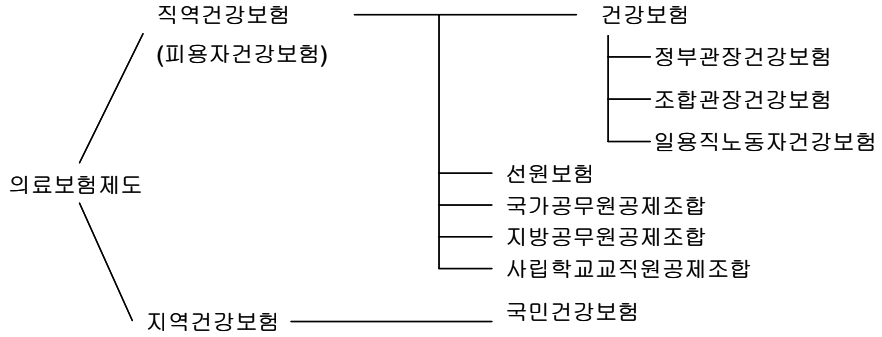 직역건강보험
(피용자건강보험)
건강보험
정부관장건강보험
조합관장건강보험
일용직노동자건강보험
의료보험제도
선원보험
국가공무원공제조합
지방공무원공제조합
사립학교교직원공제조합
지역건강보험
국민건강보험